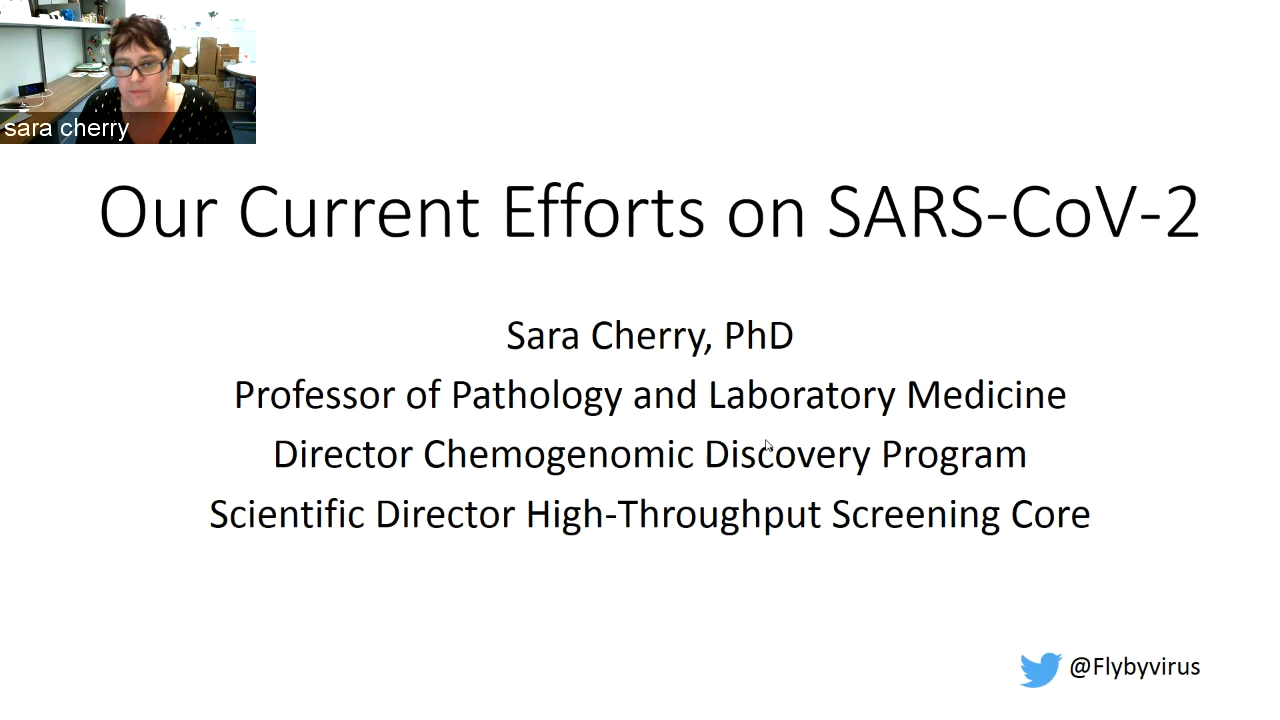 sara cherry
Our Current Efforts on SARS-CoV-2
Sara Cherry, PhD
Professor of Pathology and Laboratory Medicine
Director Chemogenomic Discovery Program
Scientific Director High-Throughput Screening Core
@Flybyvirus